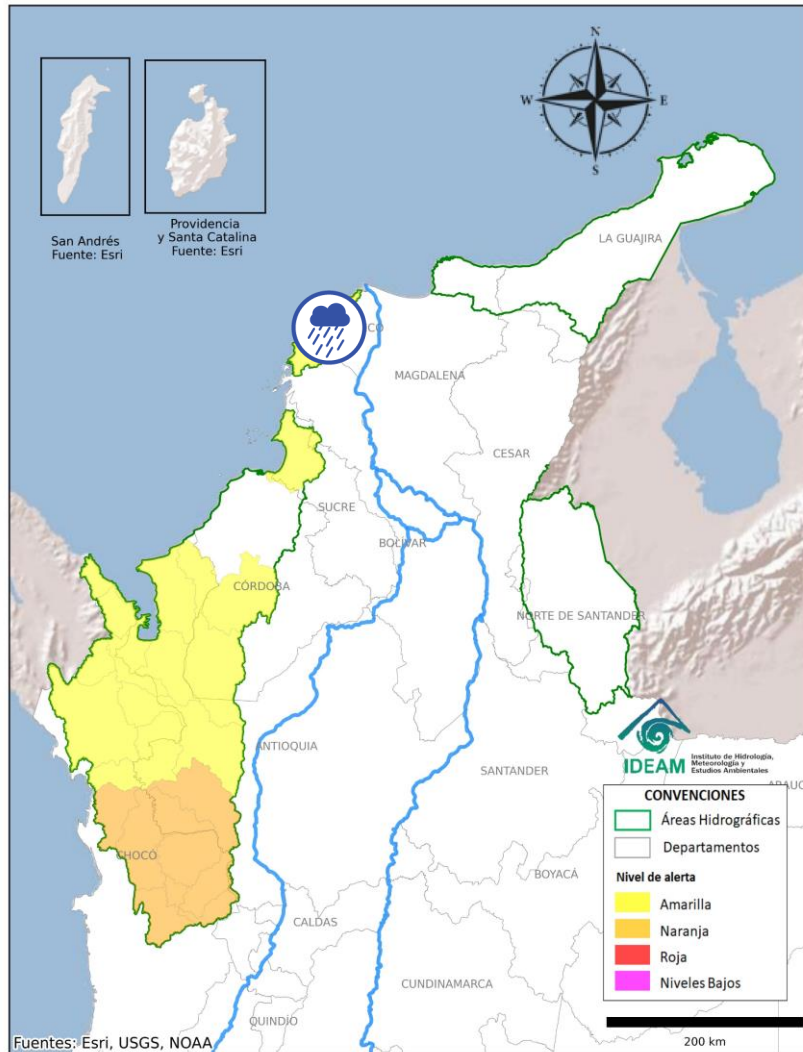 N
W
E
S
San Andrés
Fuente: Esri
Providencia
y Santa Catalina
Fuente: Esri
LA GUAJIRA
CO
MAGDALENA
CESAR
SUCRE
BOLÍVAR
CÓRDOBA
NORTE DE SANTANDER
ANTIOQUIA
SANTANDER
IDEAM
Instituto de Hidrología,
Meteorología y
Estudios Ambientales
ARAUC
CHOCÓ
BOYACÁ
CALDAS
CUNDINAMARCA
QUINDÍO
CONVENCIONES
Áreas Hidrográficas
Departamentos
Nivel de alerta
Amarilla
Naranja
Roja
Niveles Bajos
200 km
Fuentes: Esri, USGS, NOAA